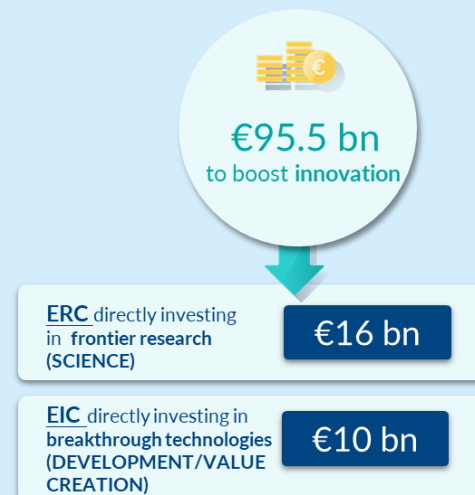 €
€95.5 bn
to boost innovation
ERC directly investing
in frontier research
(SCIENCE)
€16 bn
EIC directly investing in
breakthrough technologies
(DEVELOPMENT/VALUE
CREATION)
€10 bn